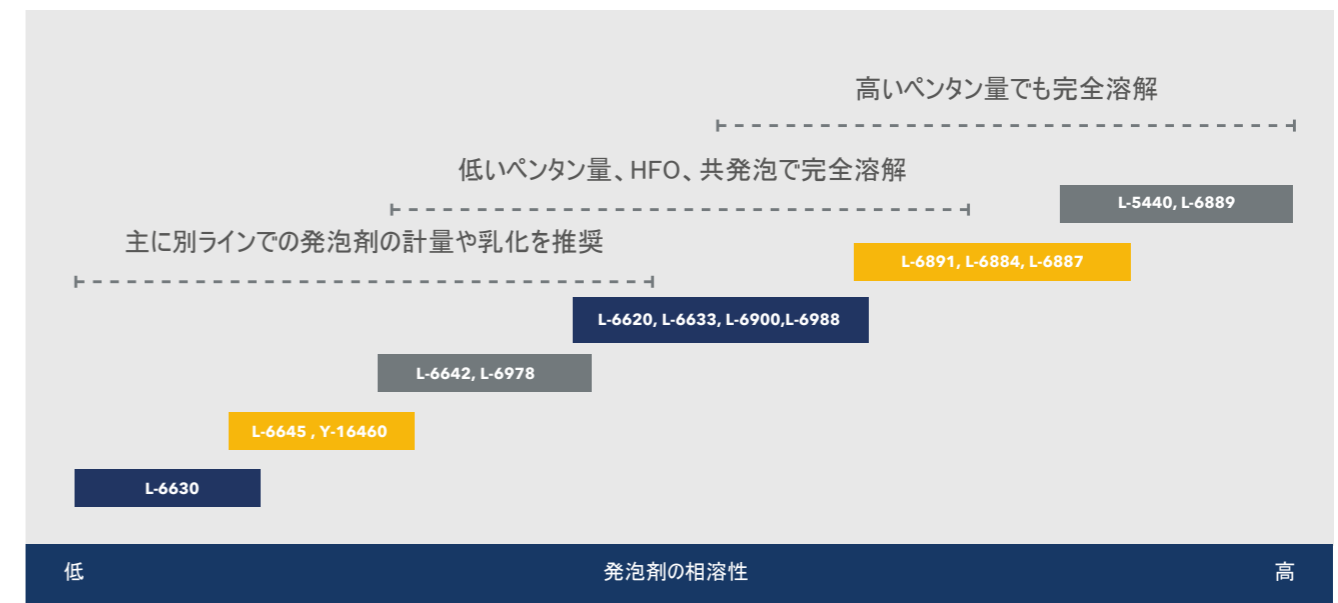 高いペンタン量でも完全溶解
低いペンタン量、HFO、共発泡で完全溶解
L-5440, L-6889
主に別ラインでの発泡剤の計量や乳化を推奨
L-6891, L-6884, L-6887
L-6620, L-6633, L-6900,L-6988
L-6642, L-6978
L-6645 , Y-16460
L-6630
低 発泡剤の相溶性 高